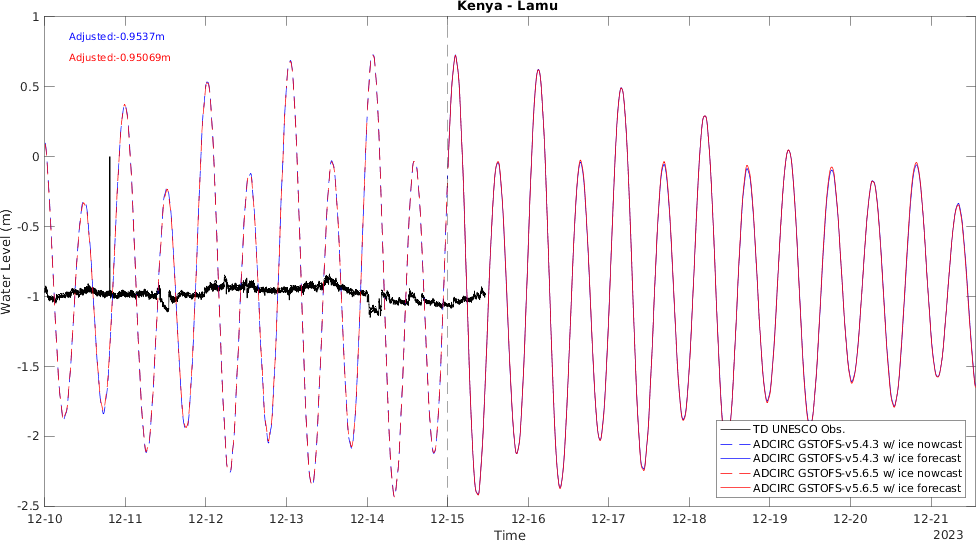 Kenya - Lamu
Adjusted:-0.9537m
Adjusted:-0.95069m
Water Level (m)
1
0.5
0
-0.5
-1
-1.5
-2
-2.5
TD UNESCO Obs.
ADCIRC GSTOFS-v5.4.3 w/ ice nowcast
ADCIRC GSTOFS-v5.4.3 w/ ice forecast
ADCIRC GSTOFS-v5.6.5 w/ ice nowcast
ADCIRC GSTOFS-v5.6.5 w/ ice forecast
12-10 12-11 12-12 12-13 12-14 12-15 12-16 12-17 12-18 12-19 12-20 12-21
Time
2023